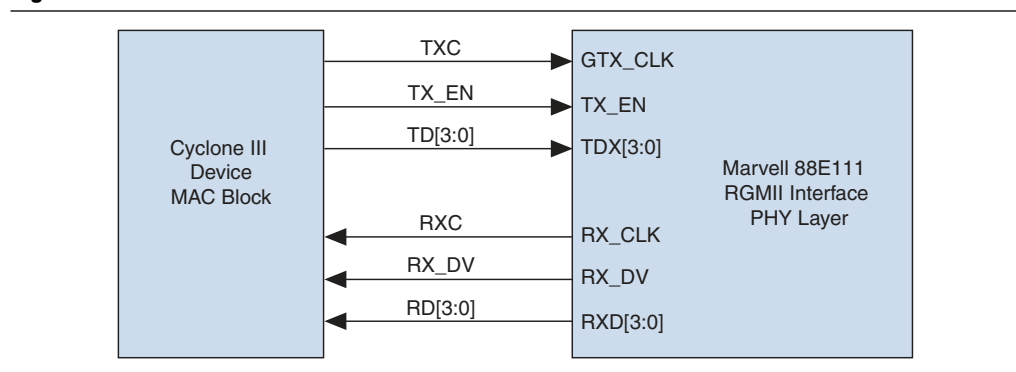 TXC
GTX_CLK
TX_EN
TX_EN
TD[3:0]
TDX[3:0]
Cyclone III
Device
MAC Block
Marvell 88E111
RGMII Interface
PHY Layer
RXC
RX_CLK
RX_DV
RX_DV
RD[3:0]
RXD[3:0]